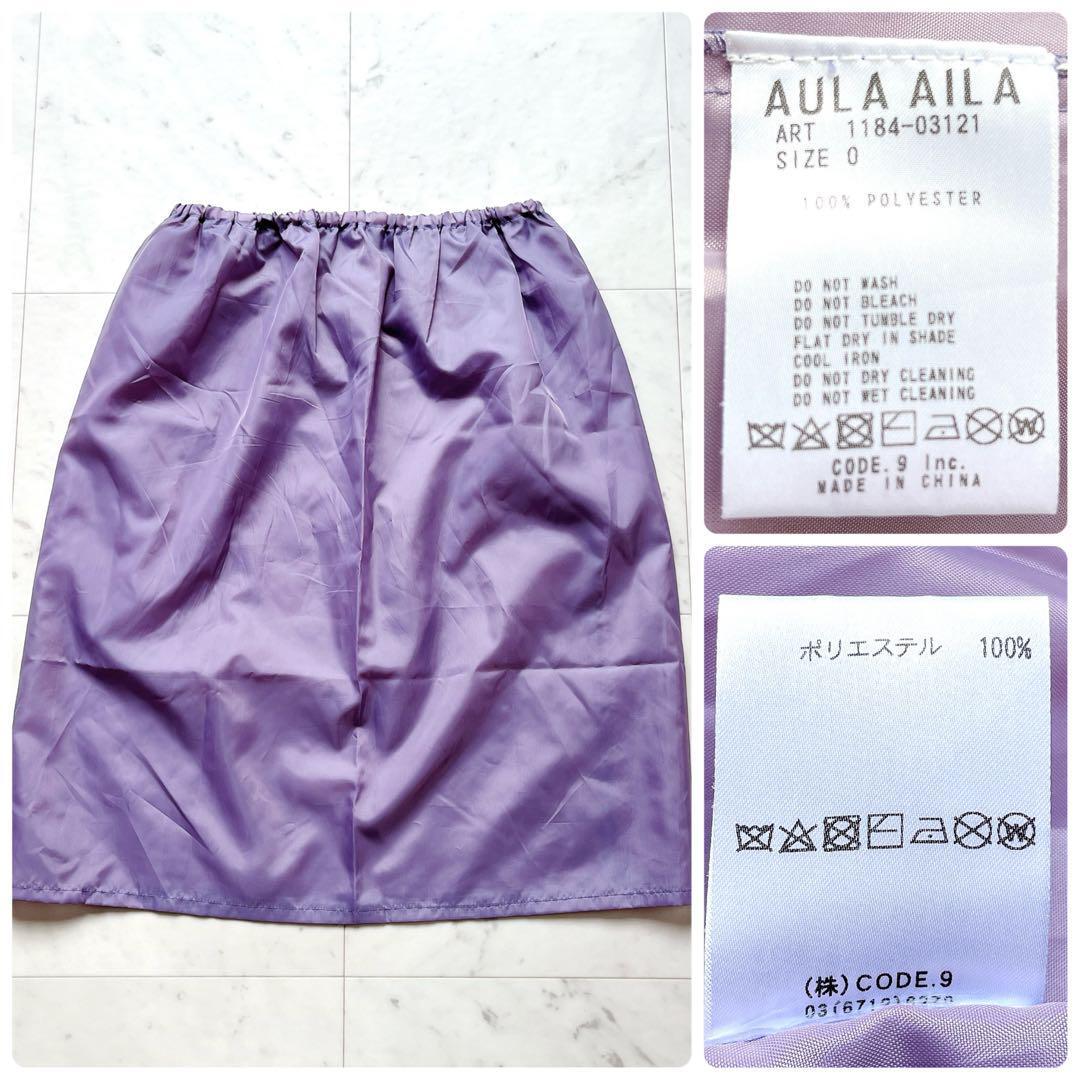 AULA AILA
ART 1184-03121
SIZE 0
100% POLYESTER
DO NOT WASH
DO NOT BLEACH
DO NOT TUMBLE DRY
FLAT DRY IN SHADE
COOL IRON
DO NOT DRY CLEANING
DO NOT WET CLEANING
CODE.9 Inc.
MADE IN CHINA
ポリエステル 100%
(株)CODE.9